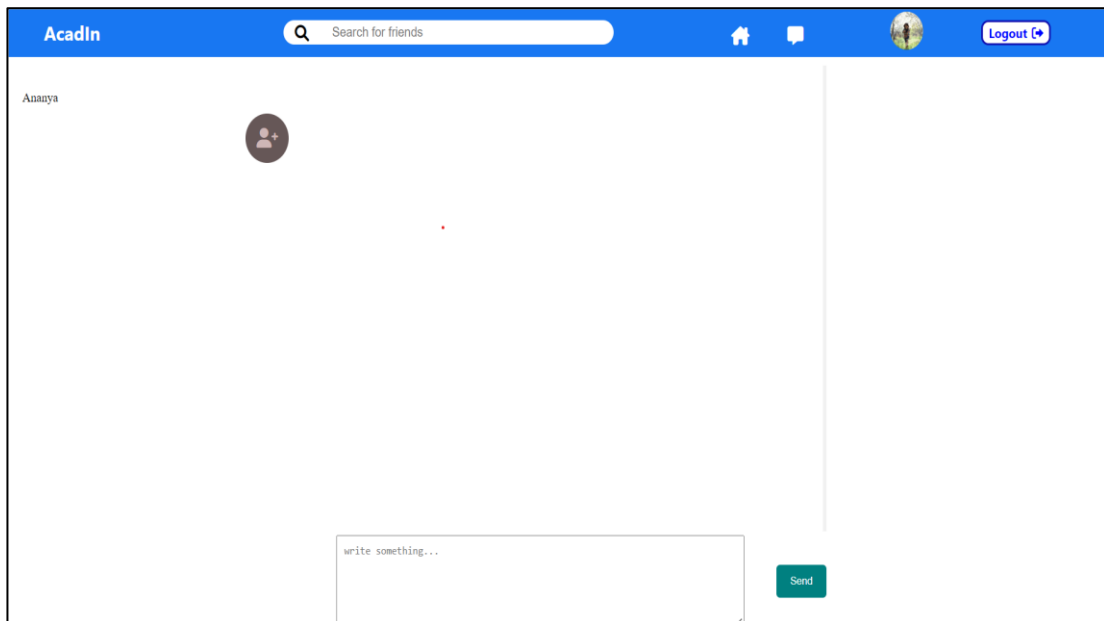 AcadIn
Search for friends
Logout
Ananya
write something...
Send